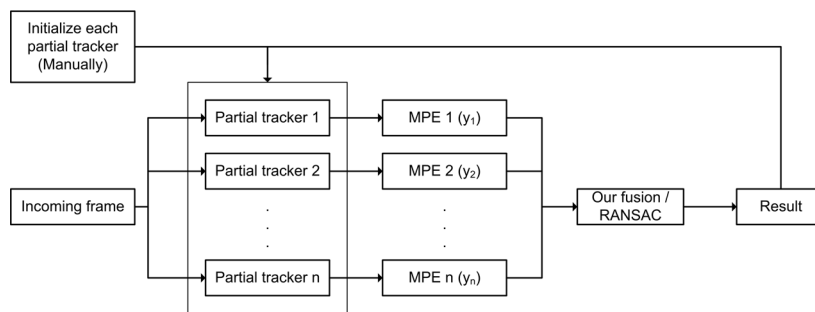 Initialize each
partial tracker
(Manually)
Partial tracker 1
MPE 1 (y₁)
Partial tracker 2
MPE 2 (y₂)
Incoming frame
Our fusion /
RANSAC
Result
.
.
.
.
.
.
Partial tracker n
MPE n (yₙ)